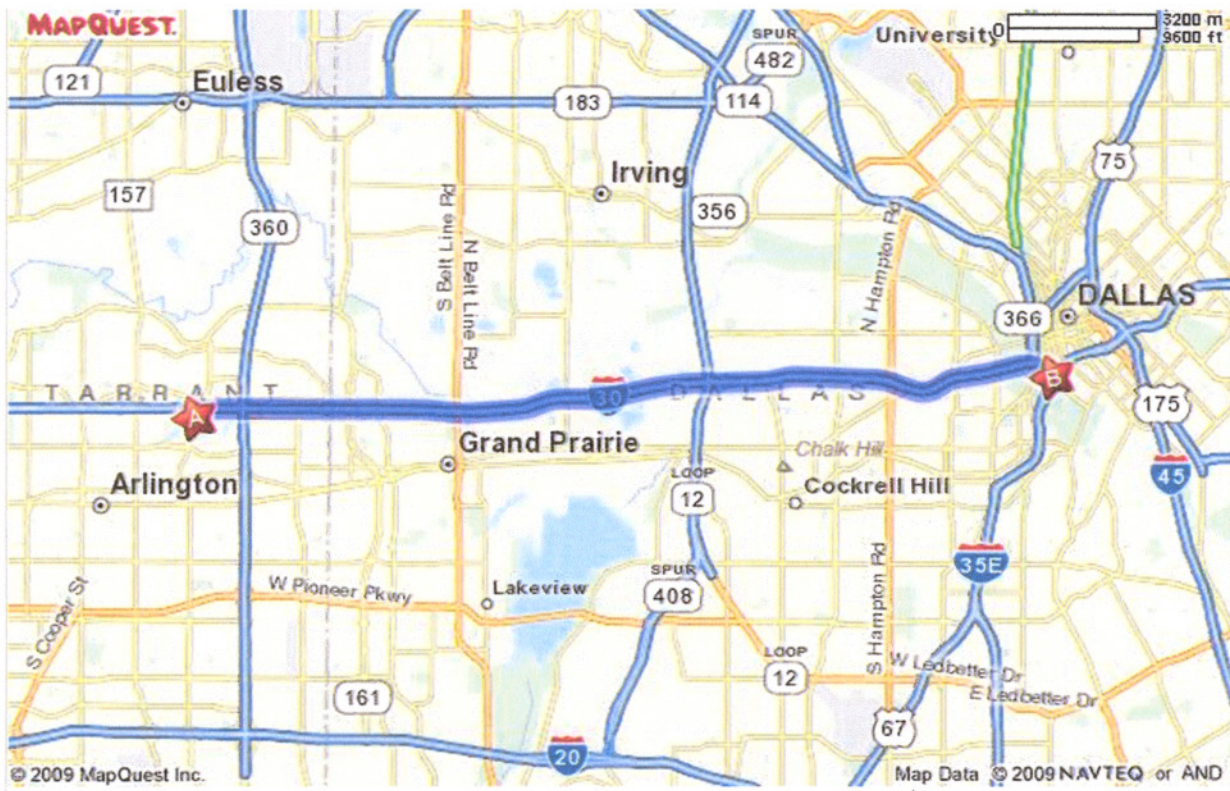 MAPQUEST.
SPUR
482
University
0
3200 m
9600 ft
121
Euless
183
114
75
157
Irving
360
356
S Belt Line Rd
N Belt Line Rd
N Hampton Rd
DALLAS
366
TARRANT
A
30
DALLAS
B
175
Grand Prairie
Chalk Hill
Arlington
LOOP
12
Cockrell Hill
45
S Cooper St
W Pioneer Pkwy
Lakeview
SPUR
408
35E
S Hampton Rd
LOOP
12
W Ledbetter Dr
E Ledbetter Dr
161
67
20
© 2009 MapQuest Inc.
Map Data © 2009 NAVTEQ or AND